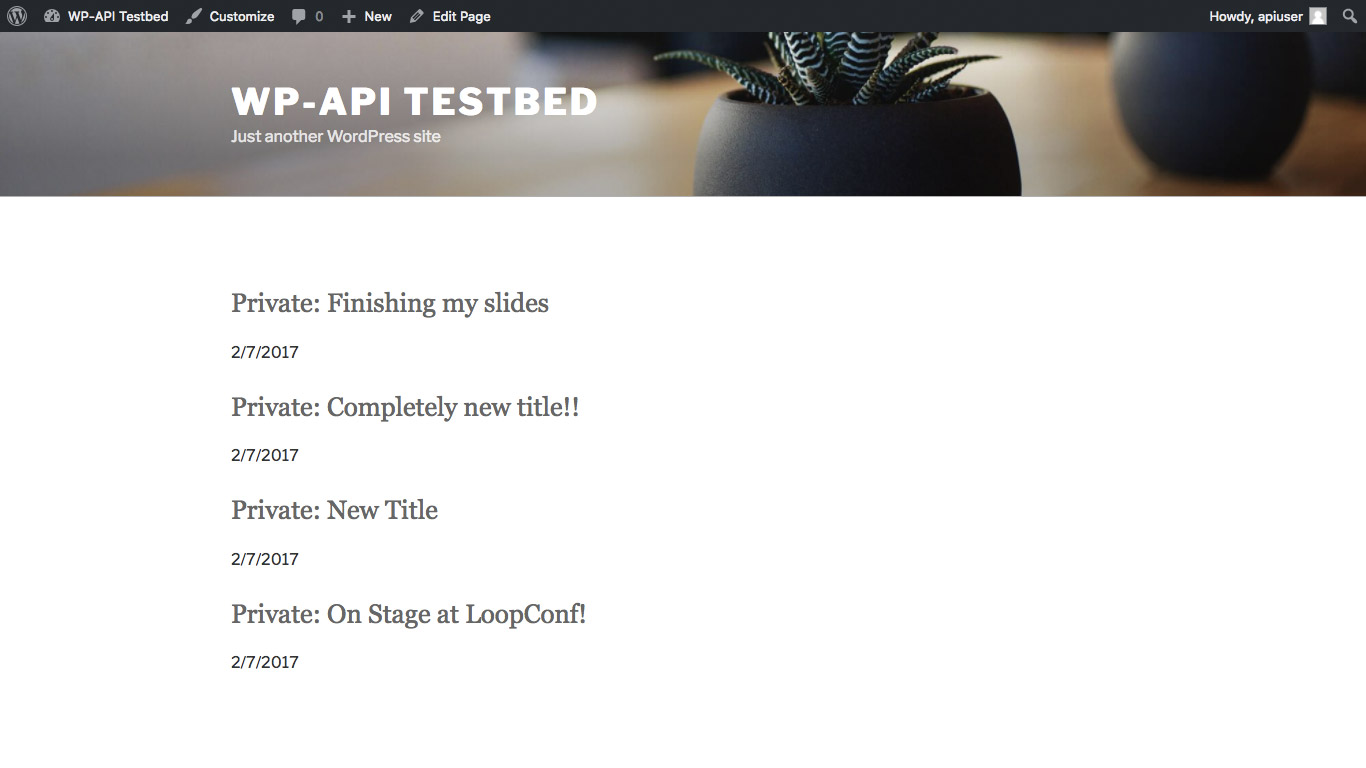 WP-API Testbed Customize 0 New Edit Page Howdy, apiuser
WP-API TESTBED
Just another WordPress site
Private: Finishing my slides
2/7/2017
Private: Completely new title!!
2/7/2017
Private: New Title
2/7/2017
Private: On Stage at LoopConf!
2/7/2017